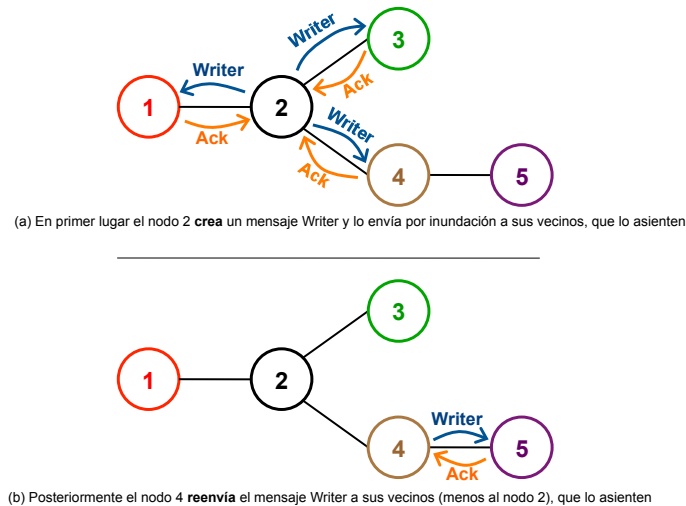 Writer
3
Writer
Ack
1
2
Ack
Writer
Ack
4
5
(a) En primer lugar el nodo 2 crea un mensaje Writer y lo envía por inundación a sus vecinos, que lo asienten
3
1
2
Writer
4
5
Ack
(b) Posteriormente el nodo 4 reenvía el mensaje Writer a sus vecinos (menos al nodo 2), que lo asienten